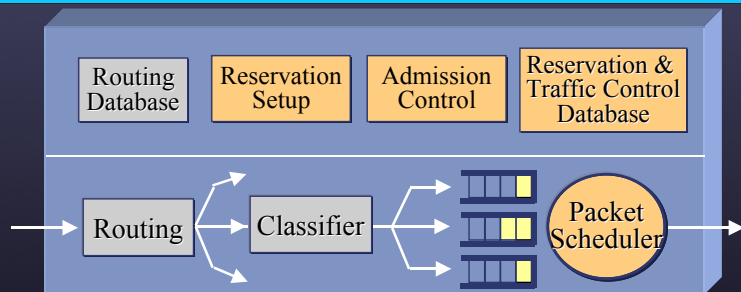 Routing
Database
Reservation
Setup
Admission
Control
Reservation &
Traffic Control
Database
Routing
Classifier
Packet
Scheduler